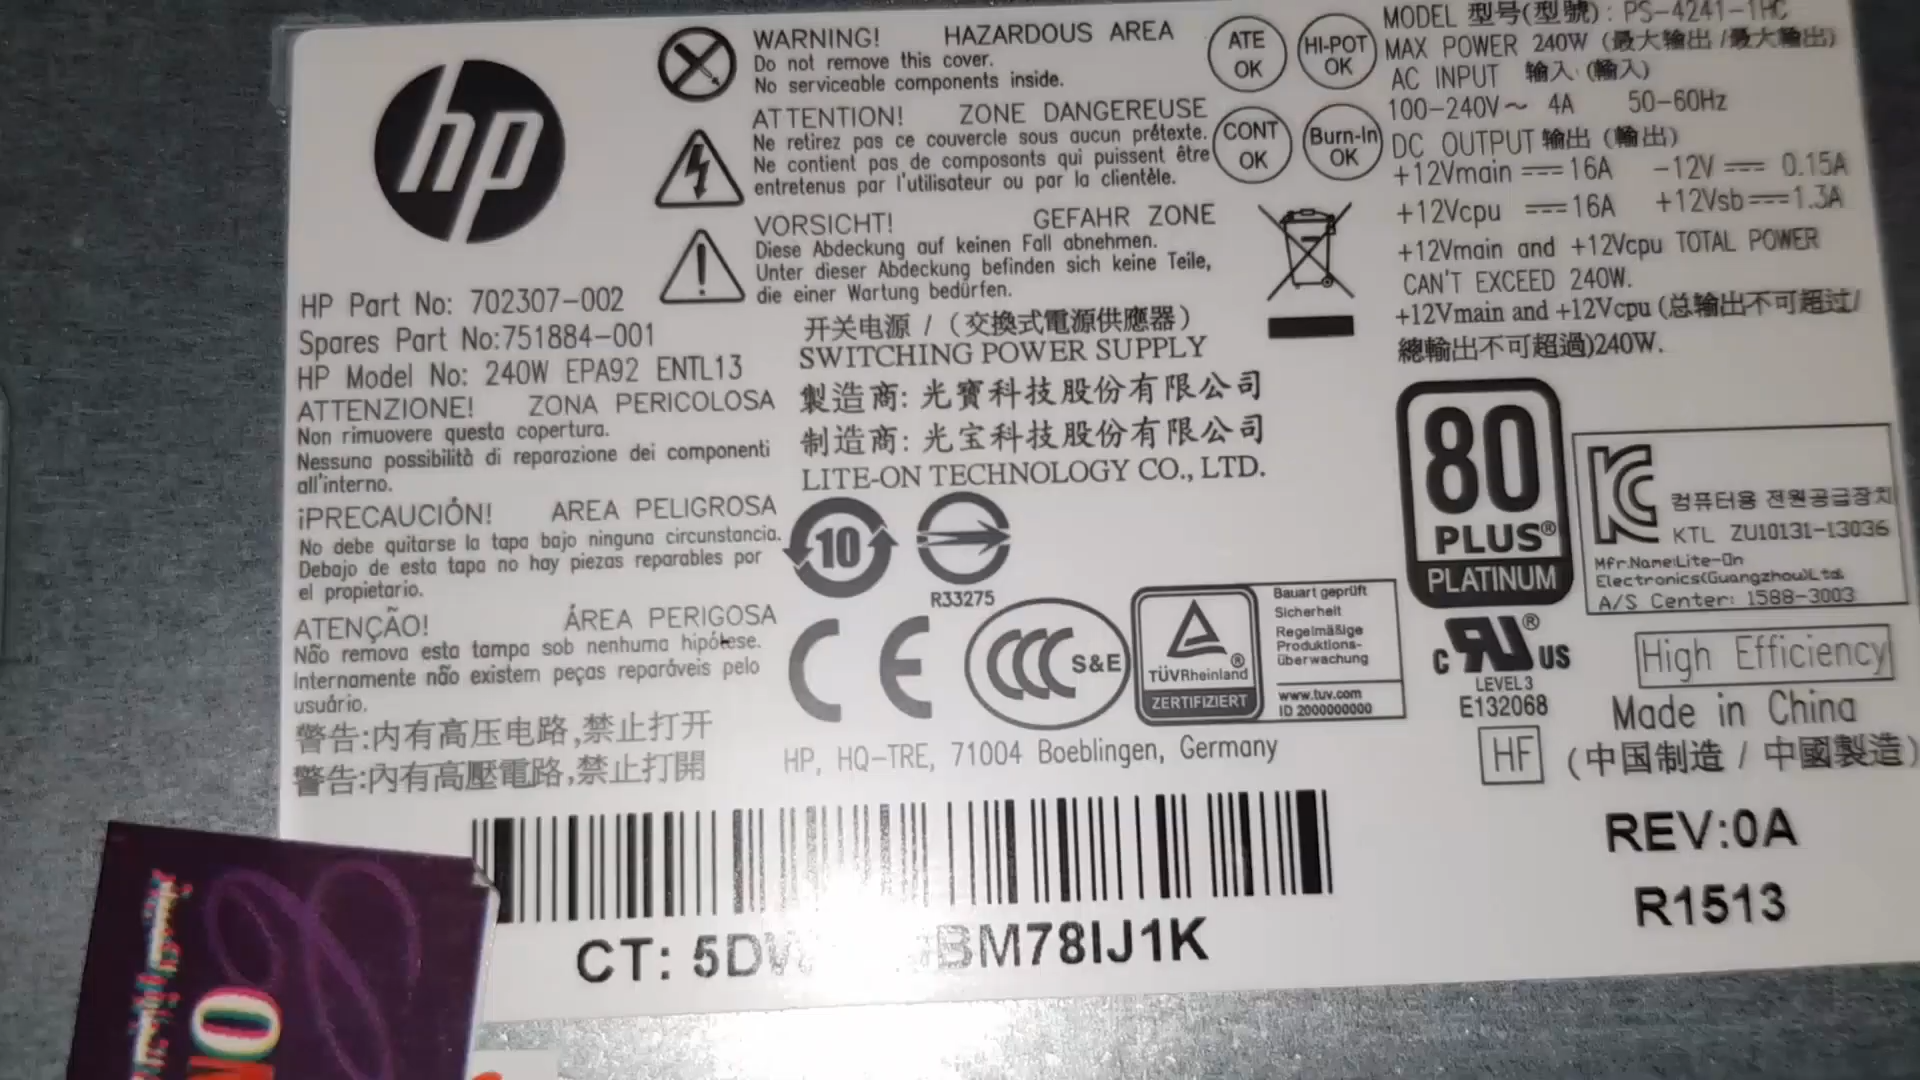 hp
HP Part No: 702307-002
Spares Part No:751884-001
HP Model No: 240W EPA92 ENTL13
ATTENZIONE! ZONA PERICOLOSA
Non rimuovere questa copertura.
Nessuna possibilità di reparazione dei componenti
all'interno.
¡PRECAUCIÓN! AREA PELIGROSA
No debe quitarse la tapa bajo ninguna circunstancia.
Debajo de esta tapa no hay piezas reparables por
el propietario.
ATENÇÃO! ÁREA PERIGOSA
Não remova esta tampa sob nenhuma hipótese.
Internamente não existem peças reparáveis pelo
usuário.
警告:内有高压电路,禁止打开
警告:內有高壓電路,禁止打開
WARNING! HAZARDOUS AREA
Do not remove this cover.
No serviceable components inside.
ATTENTION! ZONE DANGEREUSE
Ne retirez pas ce couvercle sous aucun prétexte.
Ne contient pas de composants qui puissent être
entretenus par l'utilisateur ou par la clientèle.
VORSICHT! GEFAHR ZONE
Diese Abdeckung auf keinen Fall abnehmen.
Unter dieser Abdeckung befinden sich keine Teile,
die einer Wartung bedürfen.
开关电源 / (交換式電源供應器)
SWITCHING POWER SUPPLY
製造商: 光寶科技股份有限公司
制造商: 光宝科技股份有限公司
LITE-ON TECHNOLOGY CO., LTD.
10
R33275
CE
CCC S&E
TÜVRheinland®
ZERTIFIZIERT
Bauart geprüft
Sicherheit
Regelmäßige
Produktions-
überwachung
www.tuv.com
ID 2000000000
HP, HQ-TRE, 71004 Boeblingen, Germany
ATE OK
HI-POT OK
CONT OK
Burn-In OK
MODEL 型号(型號): PS-4241-1HC
MAX POWER 240W (最大输出/最大輸出)
AC INPUT 输入 (輸入)
100-240V~ 4A 50-60Hz
DC OUTPUT 输出 (輸出)
+12Vmain ⎓ 16A -12V ⎓ 0.15A
+12Vcpu ⎓ 16A +12Vsb ⎓ 1.3A
+12Vmain and +12Vcpu TOTAL POWER
CAN'T EXCEED 240W.
+12Vmain and +12Vcpu (总输出不可超过/
總輸出不可超過)240W.
80
PLUS®
PLATINUM
컴퓨터용 전원공급장치
KTL ZU10131-13036
Mfr.Name:Lite-On
Electronics(Guangzhou)Ltd.
A/S Center: 1588-3003
c RU® US
LEVEL3
E132068
High Efficiency
HF
Made in China
(中国制造 / 中國製造)
REV:0A
R1513
CT: 5DW BM78IJ1K